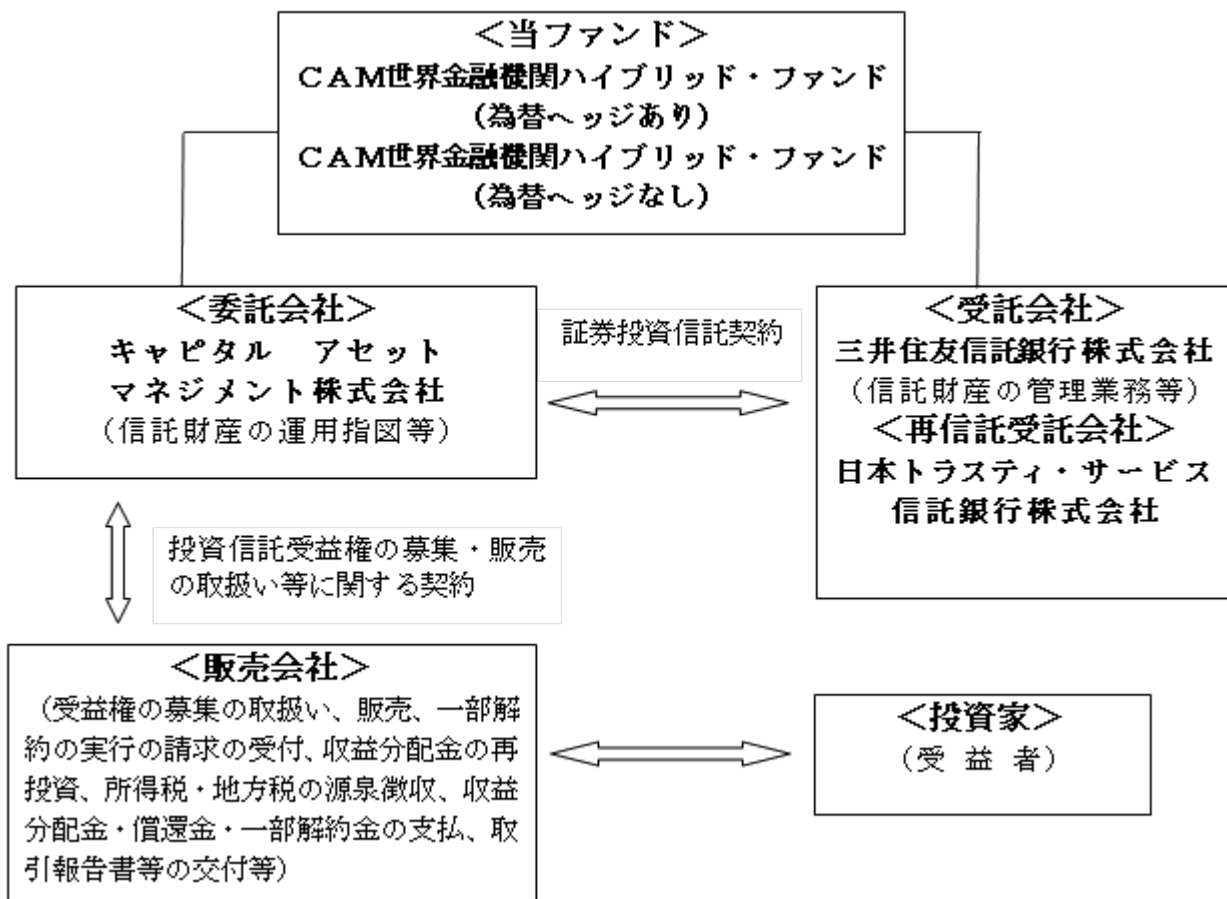 ＜当ファンド＞
ＣＡＭ世界金融機関ハイブリッド・ファンド
（為替ヘッジあり）
ＣＡＭ世界金融機関ハイブリッド・ファンド
（為替ヘッジなし）
＜委託会社＞
キャピタル　アセット
マネジメント株式会社
（信託財産の運用指図等）
証券投資信託契約
＜受託会社＞
三井住友信託銀行株式会社
（信託財産の管理業務等）
＜再信託受託会社＞
日本トラスティ・サービス
信託銀行株式会社
投資信託受益権の募集・販売
の取扱い等に関する契約
＜販売会社＞
（受益権の募集の取扱い、販売、一部解
約の実行の請求の受付、収益分配金の再
投資、所得税・地方税の源泉徴収、収益
分配金・償還金・一部解約金の支払、取
引報告書等の交付等）
＜投資家＞
（受 益 者）